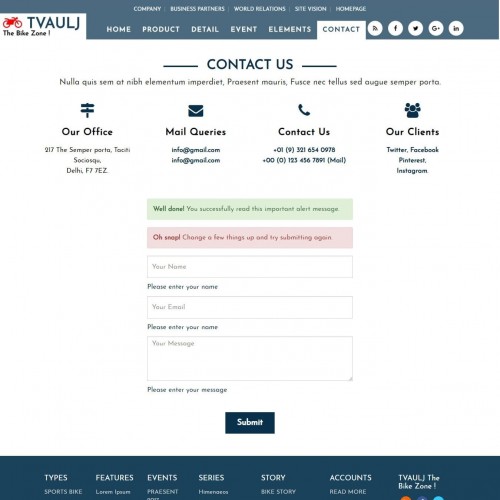 COMPANY | BUSINESS PARTNERS | WORLD RELATIONS | SITE VISION | HOMEPAGE
TVAULJ
The Bike Zone !
HOME PRODUCT DETAIL EVENT ELEMENTS CONTACT
CONTACT US
Nulla quis sem at nibh elementum imperdiet, Praesent mauris, Fusce nec tellus sed augue semper porta.
Our Office
217 The Semper porta, Taciti
Sociosqu,
Delhi, F7 7EZ.
Mail Queries
info@gmail.com
info@gmail.com
Contact Us
+01 (9) 321 654 0978
+00 (0) 123 456 7891 (Mail)
Our Clients
Twitter, Facebook
Pinterest,
Instagram
Well done! You successfully read this important alert message.
Oh snap! Change a few things up and try submitting again.
Your Name
Please enter your name
Your Email
Please enter your name
Your Message
Please enter your message
Submit
TYPES FEATURES EVENTS SERIES STORY ACCOUNTS TVAULJ The
Bike Zone !
SPORTS BIKE Lorem Ipsum PRAESENT Himenaeos BIKE STORY READ MORE